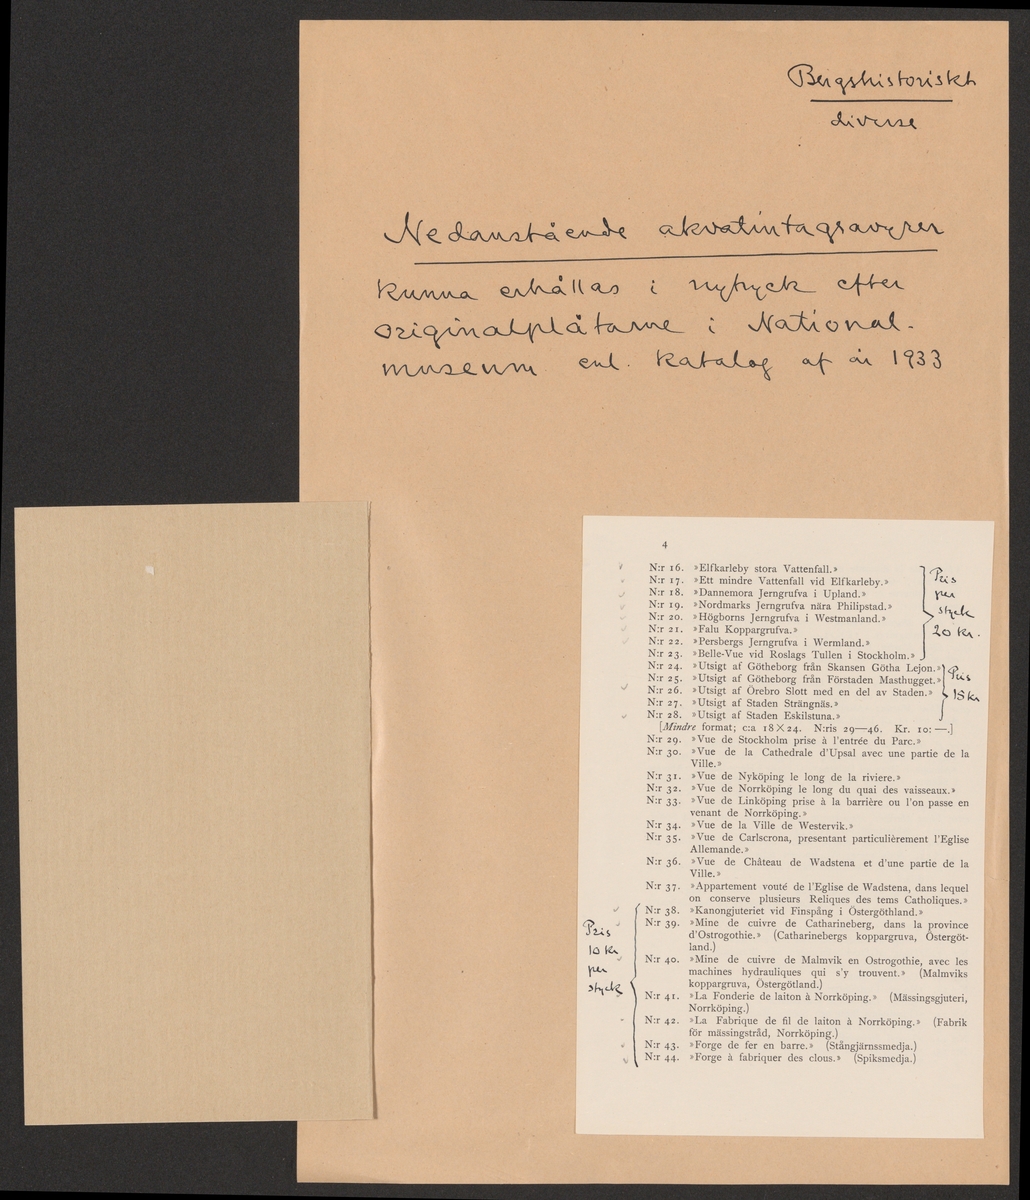 Bergshistoriskt
diverse
Nedanstående akvatintagravyrer
kunna erhållas i nytryck efter
originalplåtarne i National-
museum enl. katalog af år 1933
4
N:r 16. »Elfkarleby stora Vattenfall.»
N:r 17. »Ett mindre Vattenfall vid Elfkarleby.»
N:r 18. »Dannemora Jerngrufva i Upland.»
N:r 19. »Nordmarks Jerngrufva nära Philipstad.»
N:r 20. »Högborns Jerngrufva i Westmanland.»
N:r 21. »Falu Koppargrufva.»
N:r 22. »Persbergs Jerngrufva i Wermland.»
N:r 23. »Belle-Vue vid Roslags Tullen i Stockholm.»
Pris
per
styck
20 kr.
N:r 24. »Utsigt af Götheborg från Skansen Götha Lejon.»
N:r 25. »Utsigt af Götheborg från Förstaden Masthugget.»
N:r 26. »Utsigt af Örebro Slott med en del av Staden.»
N:r 27. »Utsigt af Staden Strängnäs.»
N:r 28. »Utsigt af Staden Eskilstuna.»
Pris
15 kr
[Mindre format; c:a 18×24. N:ris 29—46. Kr. 10: —.]
N:r 29. »Vue de Stockholm prise à l'entrée du Parc.»
N:r 30. »Vue de la Cathedrale d'Upsal avec une partie de la
Ville.»
N:r 31. »Vue de Nyköping le long de la riviere.»
N:r 32. »Vue de Norrköping le long du quai des vaisseaux.»
N:r 33. »Vue de Linköping prise à la barrière ou l'on passe en
venant de Norrköping.»
N:r 34. »Vue de la Ville de Westervik.»
N:r 35. »Vue de Carlscrona, presentant particulièrement l'Eglise
Allemande.»
N:r 36. »Vue de Château de Wadstena et d'une partie de la
Ville.»
N:r 37. »Appartement vouté de l'Eglise de Wadstena, dans lequel
on conserve plusieurs Reliques des tems Catholiques.»
N:r 38. »Kanongjuteriet vid Finspång i Östergöthland.»
N:r 39. »Mine de cuivre de Catharineberg, dans la province
d'Ostrogothie.» (Catharinebergs koppargruva, Östergöt-
land.)
N:r 40. »Mine de cuivre de Malmvik en Ostrogothie, avec les
machines hydrauliques qui s'y trouvent.» (Malmviks
koppargruva, Östergötland.)
N:r 41. »La Fonderie de laiton à Norrköping.» (Mässingsgjuteri,
Norrköping.)
N:r 42. »La Fabrique de fil de laiton à Norrköping.» (Fabrik
för mässingstråd, Norrköping.)
N:r 43. »Forge de fer en barre.» (Stångjärnssmedja.)
N:r 44. »Forge à fabriquer des clous.» (Spiksmedja.)
Pris
10 kr
per
styck